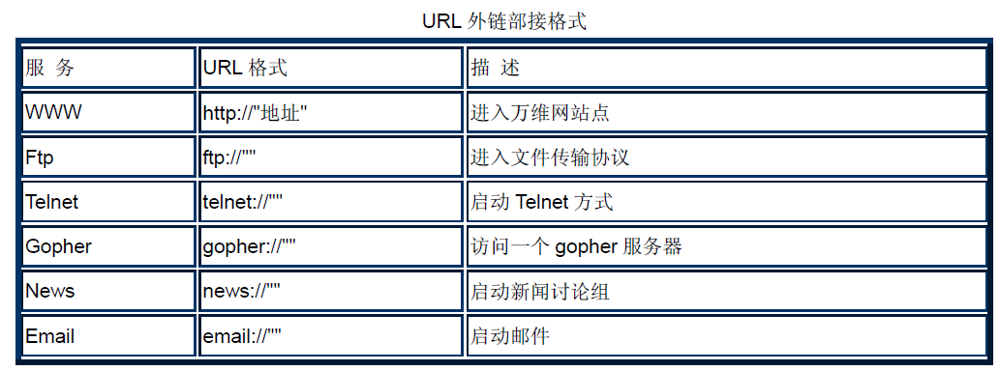 URL 外链部接格式
服 务 URL 格式 描 述
WWW http://"地址" 进入万维网站点
Ftp ftp://"" 进入文件传输协议
Telnet telnet://"" 启动 Telnet 方式
Gopher gopher://"" 访问一个 gopher 服务器
News news://"" 启动新闻讨论组
Email email://"" 启动邮件